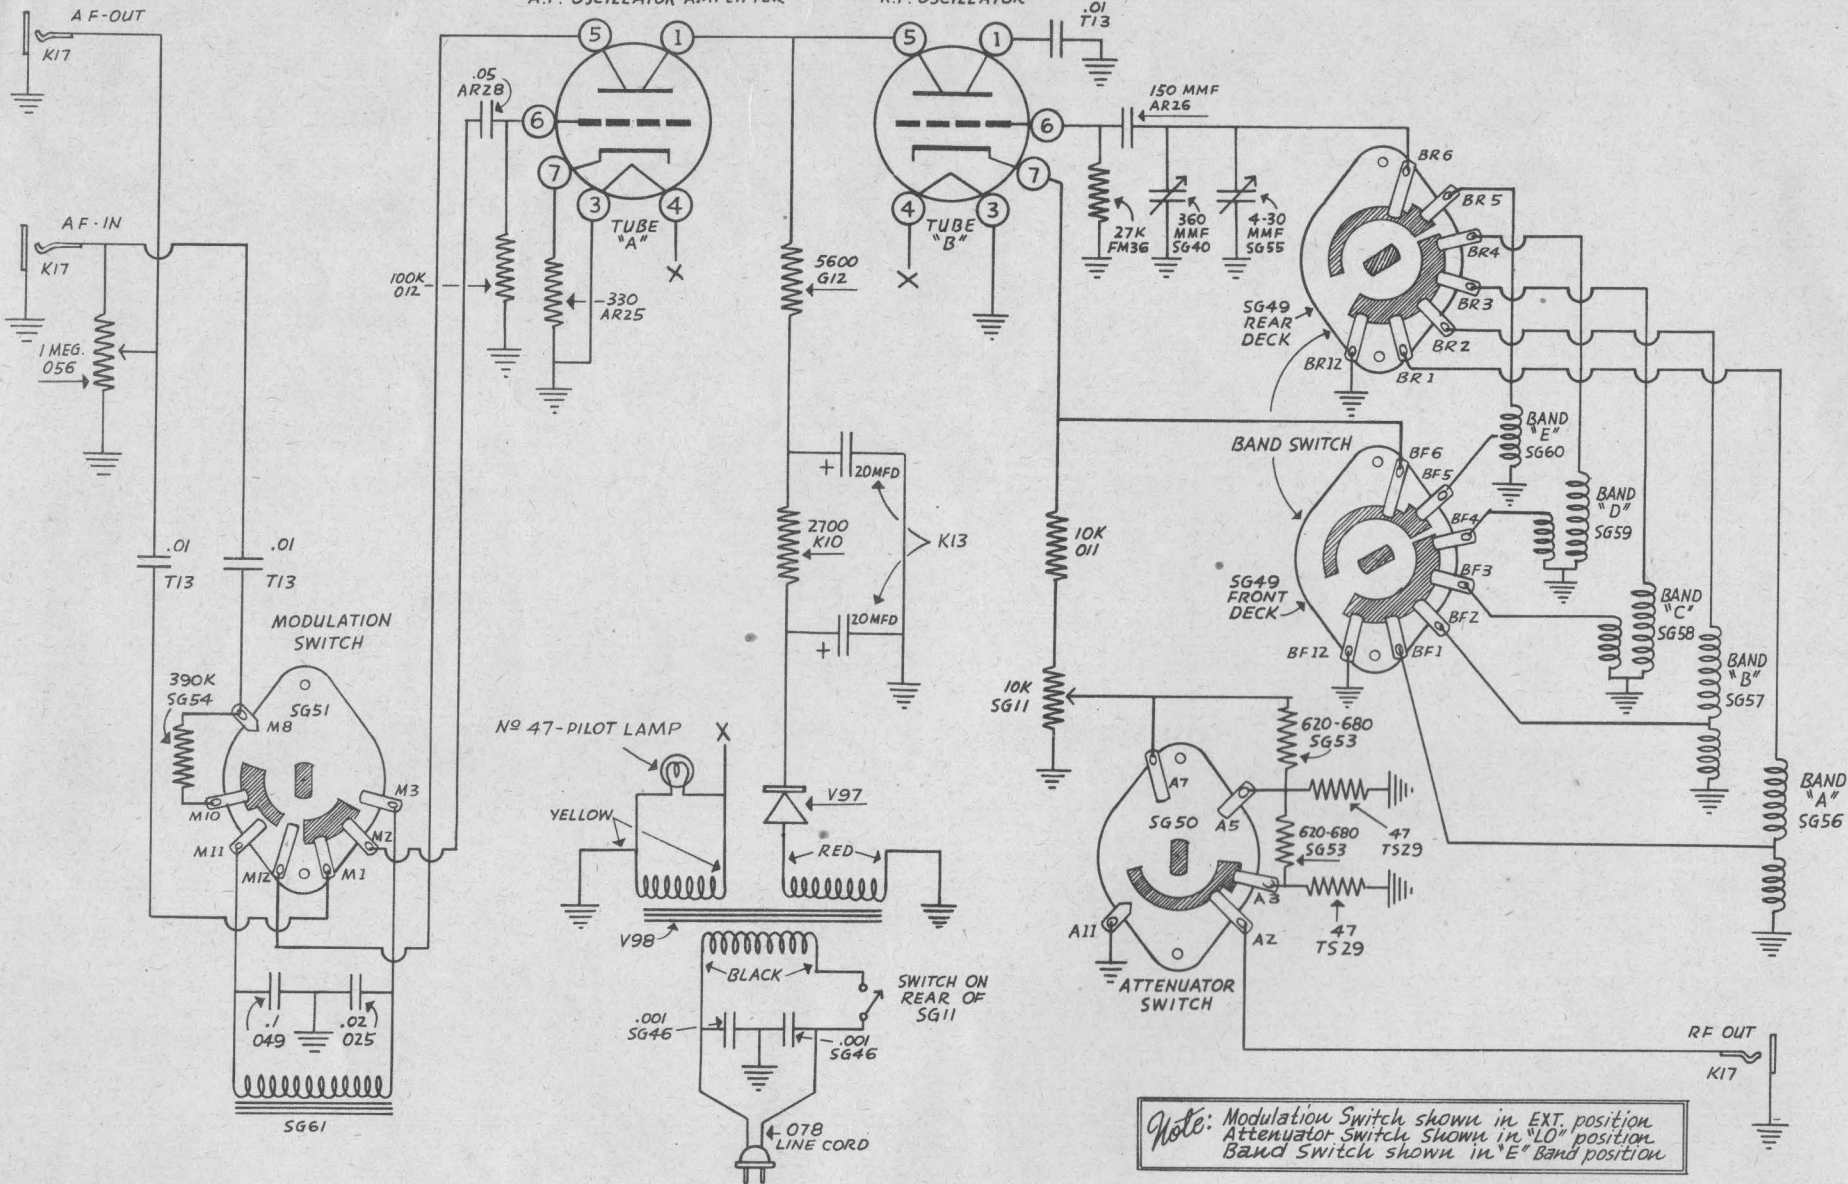 AF-OUT
K17
A.F. OSCILLATOR AMPLIFIER
R.F. OSCILLATOR
.01
T13
5
1
5
1
.05
AR28
6
7
3
4
TUBE
"A"
X
100K
012
330
AR25
5600
G12
6
7
4
3
TUBE
"B"
X
150 MMF
AR26
27K
FM36
360
MMF
SG40
4-30
MMF
SG55
BR6
BR5
BR4
BR3
BR2
BR1
BR12
SG49
REAR
DECK
AF-IN
K17
1 MEG.
056
BAND SWITCH
BAND
"E"
SG60
BF6
BF5
BF4
BF3
BF2
BF1
BF12
SG49
FRONT
DECK
BAND
"D"
SG59
BAND
"C"
SG58
BAND
"B"
SG57
BAND
"A"
SG56
+
20MFD
2700
K10
K13
20MFD
+
10K
011
10K
SG11
.01
T13
.01
T13
MODULATION
SWITCH
390K
SG54
SG51
M8
M10
M11
M12
M1
M2
M3
Nº 47-PILOT LAMP
X
YELLOW
V97
RED
V98
BLACK
SWITCH ON
REAR OF
SG11
.001
SG46
.001
SG46
078
LINE CORD
.1
049
.02
025
SG61
620-680
SG53
A7
SG50
A5
47
TS29
620-680
SG53
A3
47
TS29
A11
A2
ATTENUATOR
SWITCH
RF OUT
K17
Note: Modulation Switch shown in EXT. position
Attenuator Switch shown in "LO" position
Band Switch shown in "E" Band position